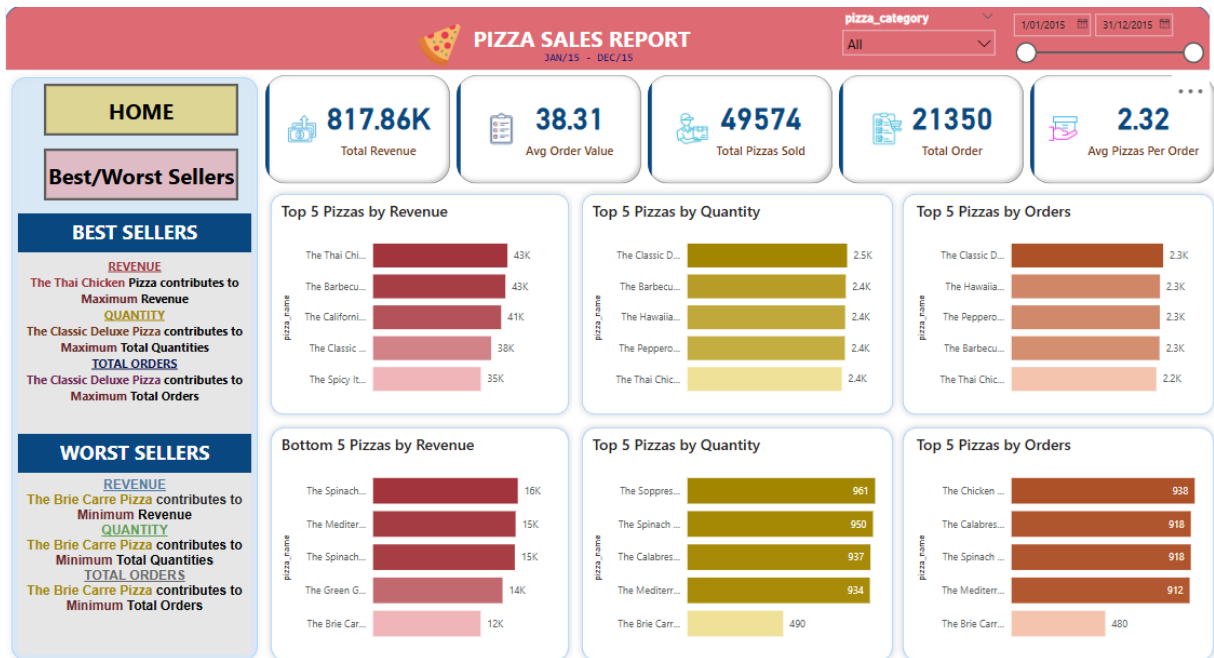 PIZZA SALES REPORT
JAN/15 - DEC/15
pizza_category
All
1/01/2015
31/12/2015
HOME
Best/Worst Sellers
BEST SELLERS
REVENUE
The Thai Chicken Pizza contributes to
Maximum Revenue
QUANTITY
The Classic Deluxe Pizza contributes to
Maximum Total Quantities
TOTAL ORDERS
The Classic Deluxe Pizza contributes to
Maximum Total Orders
WORST SELLERS
REVENUE
The Brie Carre Pizza contributes to
Minimum Revenue
QUANTITY
The Brie Carre Pizza contributes to
Minimum Total Quantities
TOTAL ORDERS
The Brie Carre Pizza contributes to
Minimum Total Orders
817.86K
Total Revenue
38.31
Avg Order Value
49574
Total Pizzas Sold
21350
Total Order
2.32
Avg Pizzas Per Order
Top 5 Pizzas by Revenue
pizza_name
The Thai Chi... 43K
The Barbecu... 43K
The Californi... 41K
The Classic ... 38K
The Spicy It... 35K
Top 5 Pizzas by Quantity
pizza_name
The Classic D... 2.5K
The Barbecu... 2.4K
The Hawaiia... 2.4K
The Peppero... 2.4K
The Thai Chic... 2.4K
Top 5 Pizzas by Orders
pizza_name
The Classic D... 2.3K
The Hawaiia... 2.3K
The Peppero... 2.3K
The Barbecu... 2.3K
The Thai Chic... 2.2K
Bottom 5 Pizzas by Revenue
pizza_name
The Spinach... 16K
The Mediter... 15K
The Spinach... 15K
The Green G... 14K
The Brie Car... 12K
Top 5 Pizzas by Quantity
pizza_name
The Soppres... 961
The Spinach ... 950
The Calabres... 937
The Mediterr... 934
The Brie Carr... 490
Top 5 Pizzas by Orders
pizza_name
The Chicken ... 938
The Calabres... 918
The Spinach ... 918
The Mediterr... 912
The Brie Carr... 480